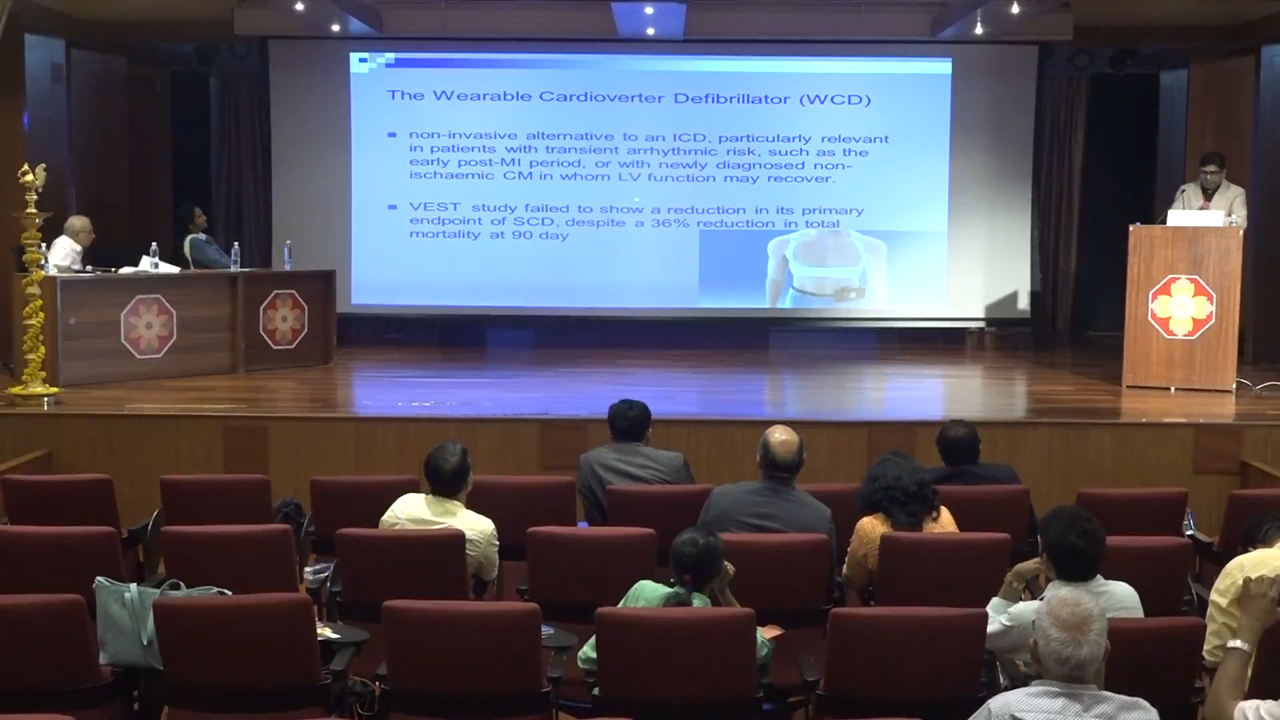 The Wearable Cardioverter Defibrillator (WCD)
non-invasive alternative to an ICD, particularly relevant
in patients with transient arrhythmic risk, such as the
early post-MI period, or with newly diagnosed non-
ischaemic CM in whom LV function may recover.
VEST study failed to show a reduction in its primary
endpoint of SCD, despite a 36% reduction in total
mortality at 90 day